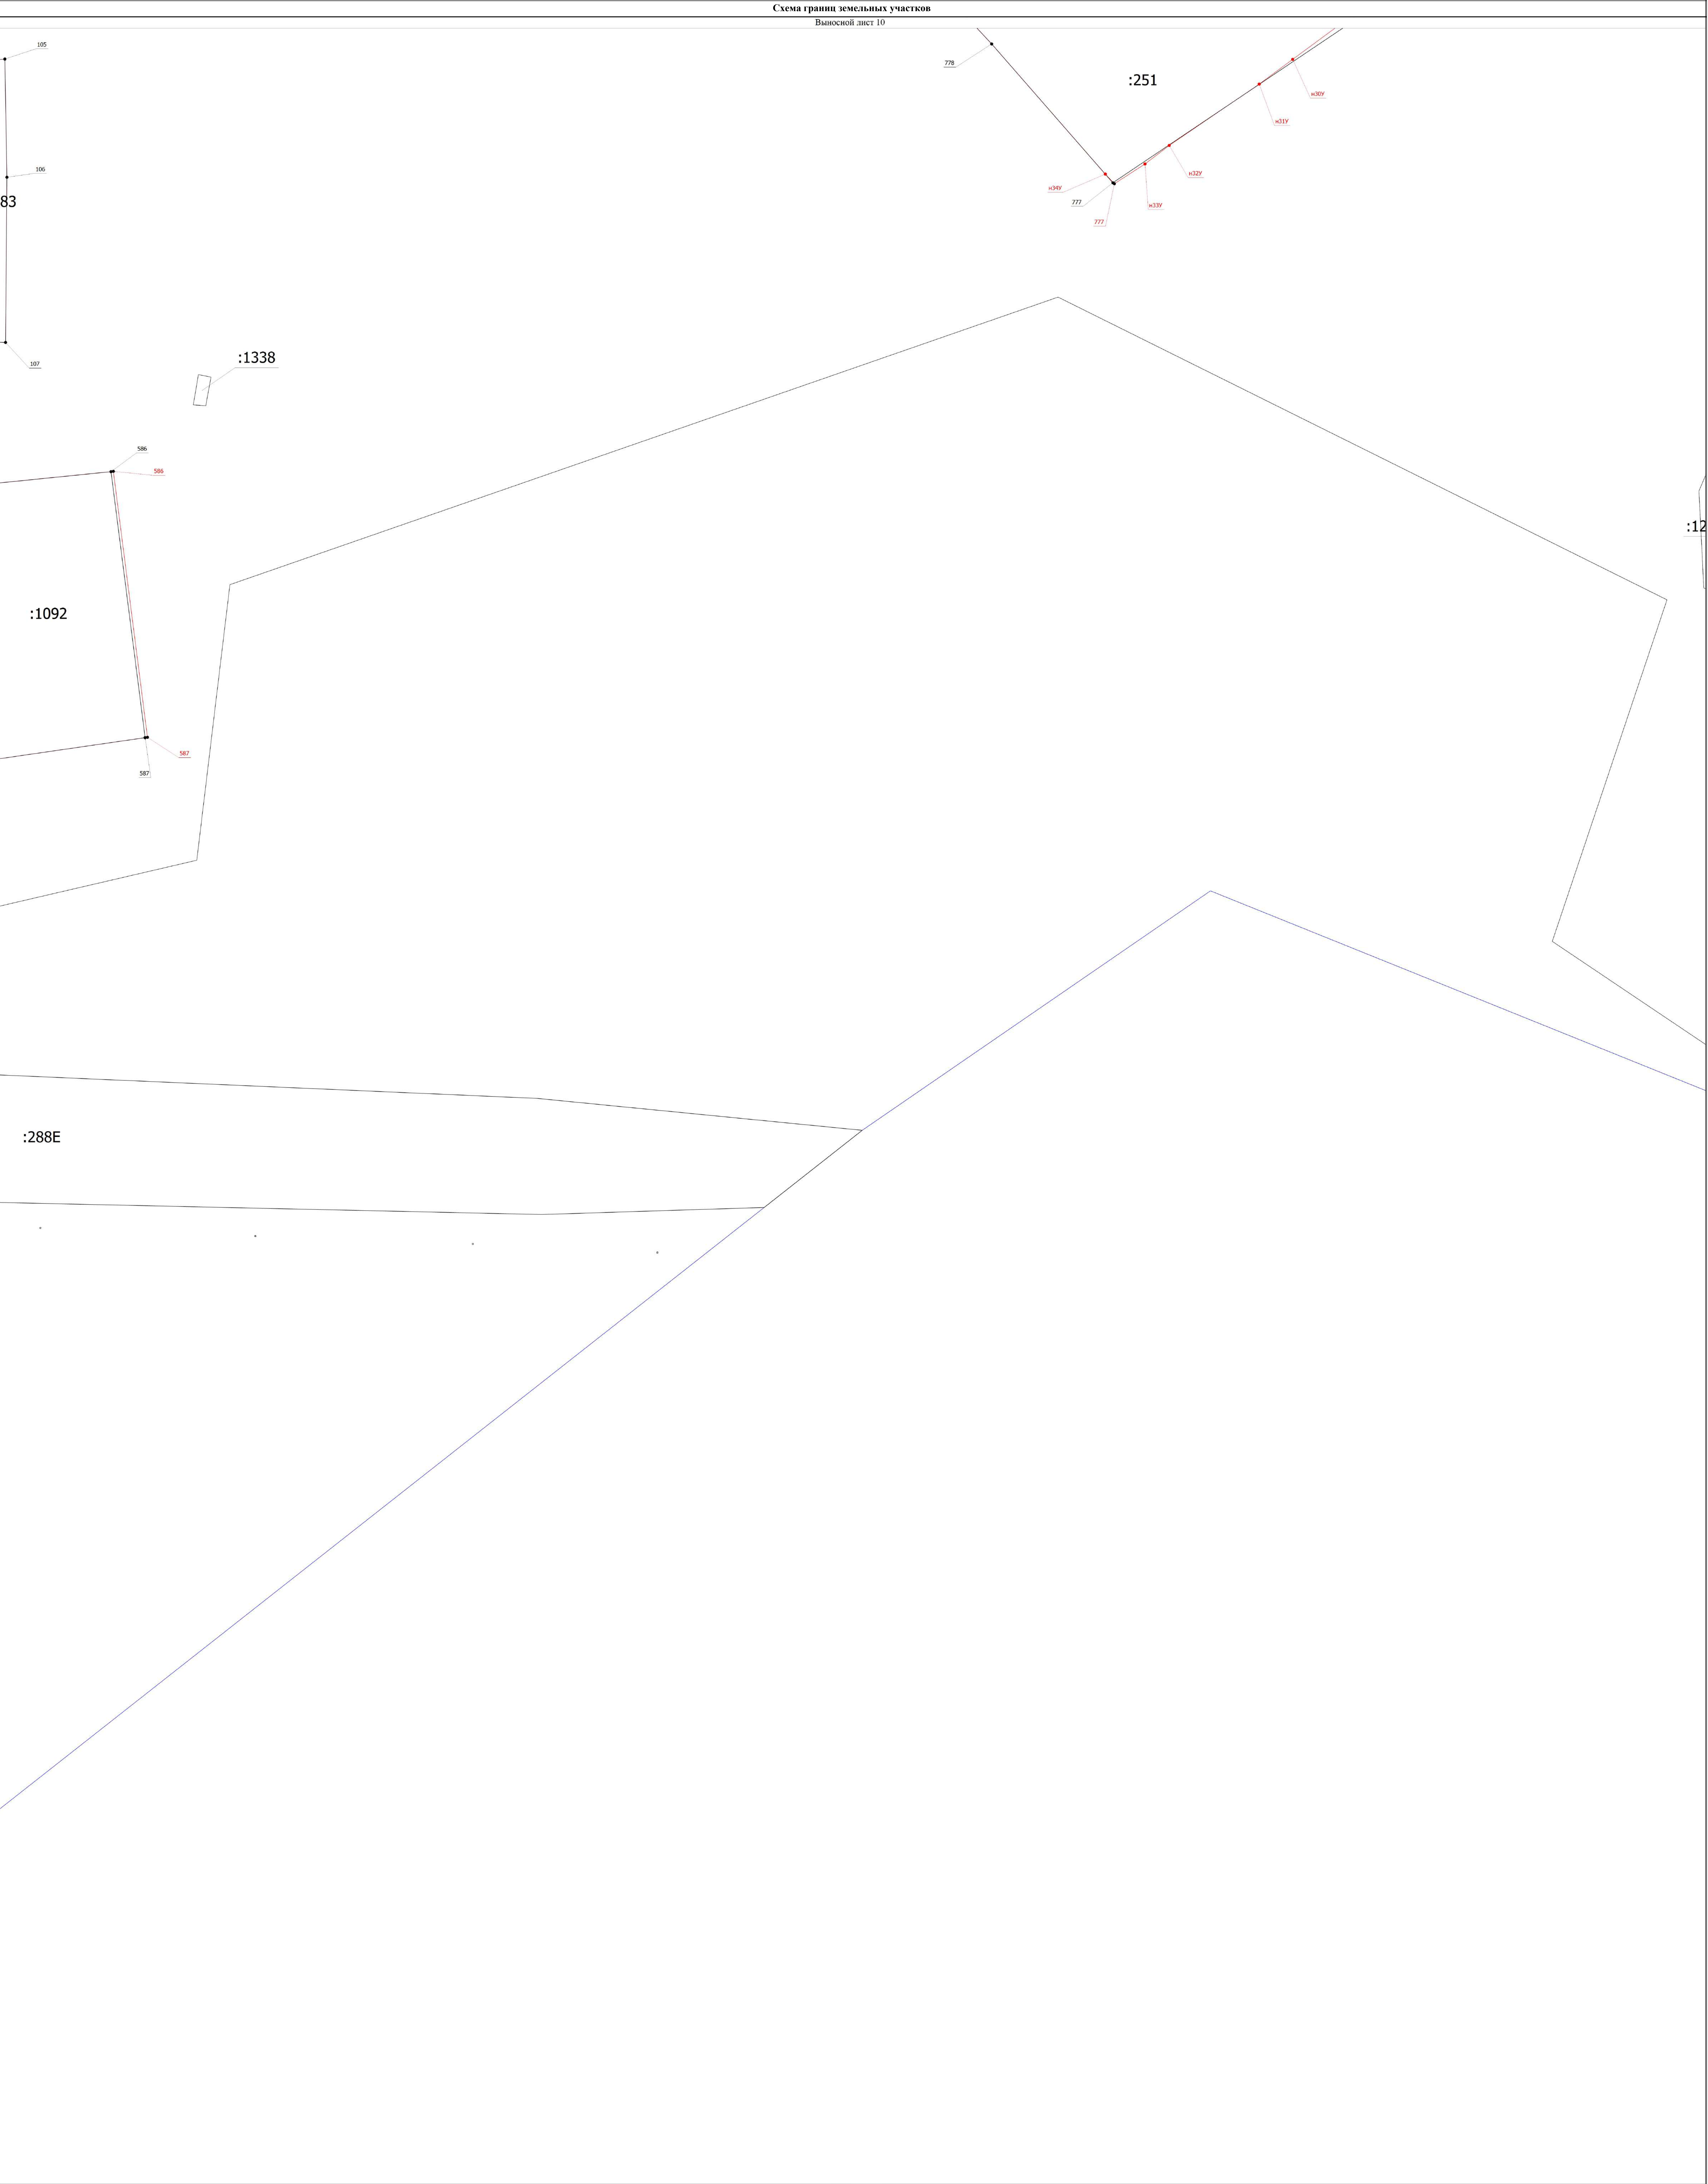 Схема границ земельных участков
Выносной лист 10
105
778
:251
н30У
н31У
106
н32У
н34У
83
777
н33У
777
:1338
107
586
586
:12
:1092
587
587
:288Е